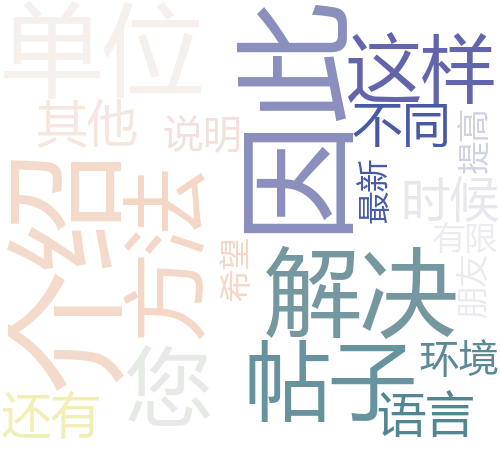 单位
因此
这样
其他
说明
不同
提高
介绍
方法
最新
时候
希望
有限
朋友
解决
您
帖子
环境
还有
语言